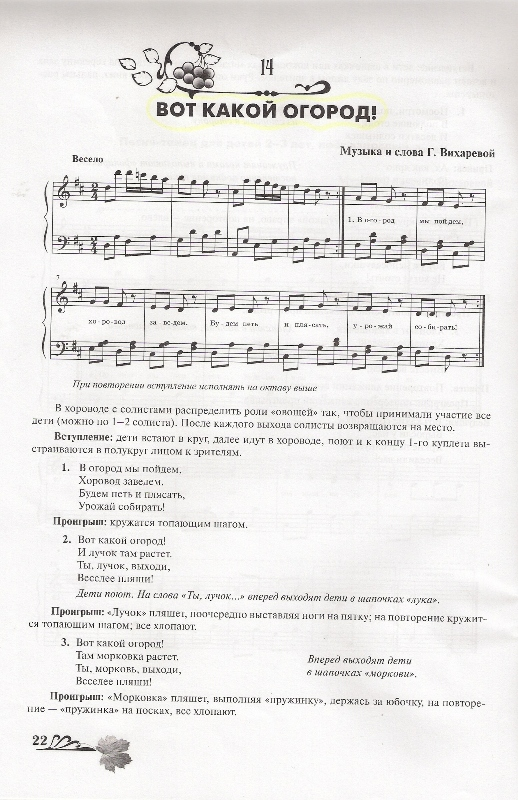 14
ВОТ КАКОЙ ОГОРОД!
Музыка и слова Г. Вихаревой
Весело
2 4
2 4
1. В о-го-род мы пой-дем,
7
хо-ро-вод за-ве-дем. Бу-дем петь и пля-сать, у-ро-жай со-би-рать!
При повторении вступление исполнять на октаву выше
В хороводе с солистами распределить роли «овощей» так, чтобы принимали участие все
дети (можно по 1—2 солиста). После каждого выхода солисты возвращаются на место.
Вступление: дети встают в круг, далее идут в хороводе, поют и к концу 1-го куплета вы-
страиваются в полукруг лицом к зрителям.
1. В огород мы пойдем,
Хоровод заведем.
Будем петь и плясать,
Урожай собирать!
Проигрыш: кружатся топающим шагом.
2. Вот какой огород!
И лучок там растет.
Ты, лучок, выходи,
Веселее пляши!
Дети поют. На слова «Ты, лучок...» вперед выходят дети в шапочках «лука».
Проигрыш: «Лучок» пляшет, поочередно выставляя ноги на пятку; на повторение кружит-
ся топающим шагом; все хлопают.
3. Вот какой огород!
Там морковка растет.
Ты, морковь, выходи,
Веселее пляши!
Вперед выходят дети
в шапочках «моркови».
Проигрыш: «Морковка» пляшет, выполняя «пружинку», держась за юбочку, на повторе-
ние — «пружинка» на носках, все хлопают.
22